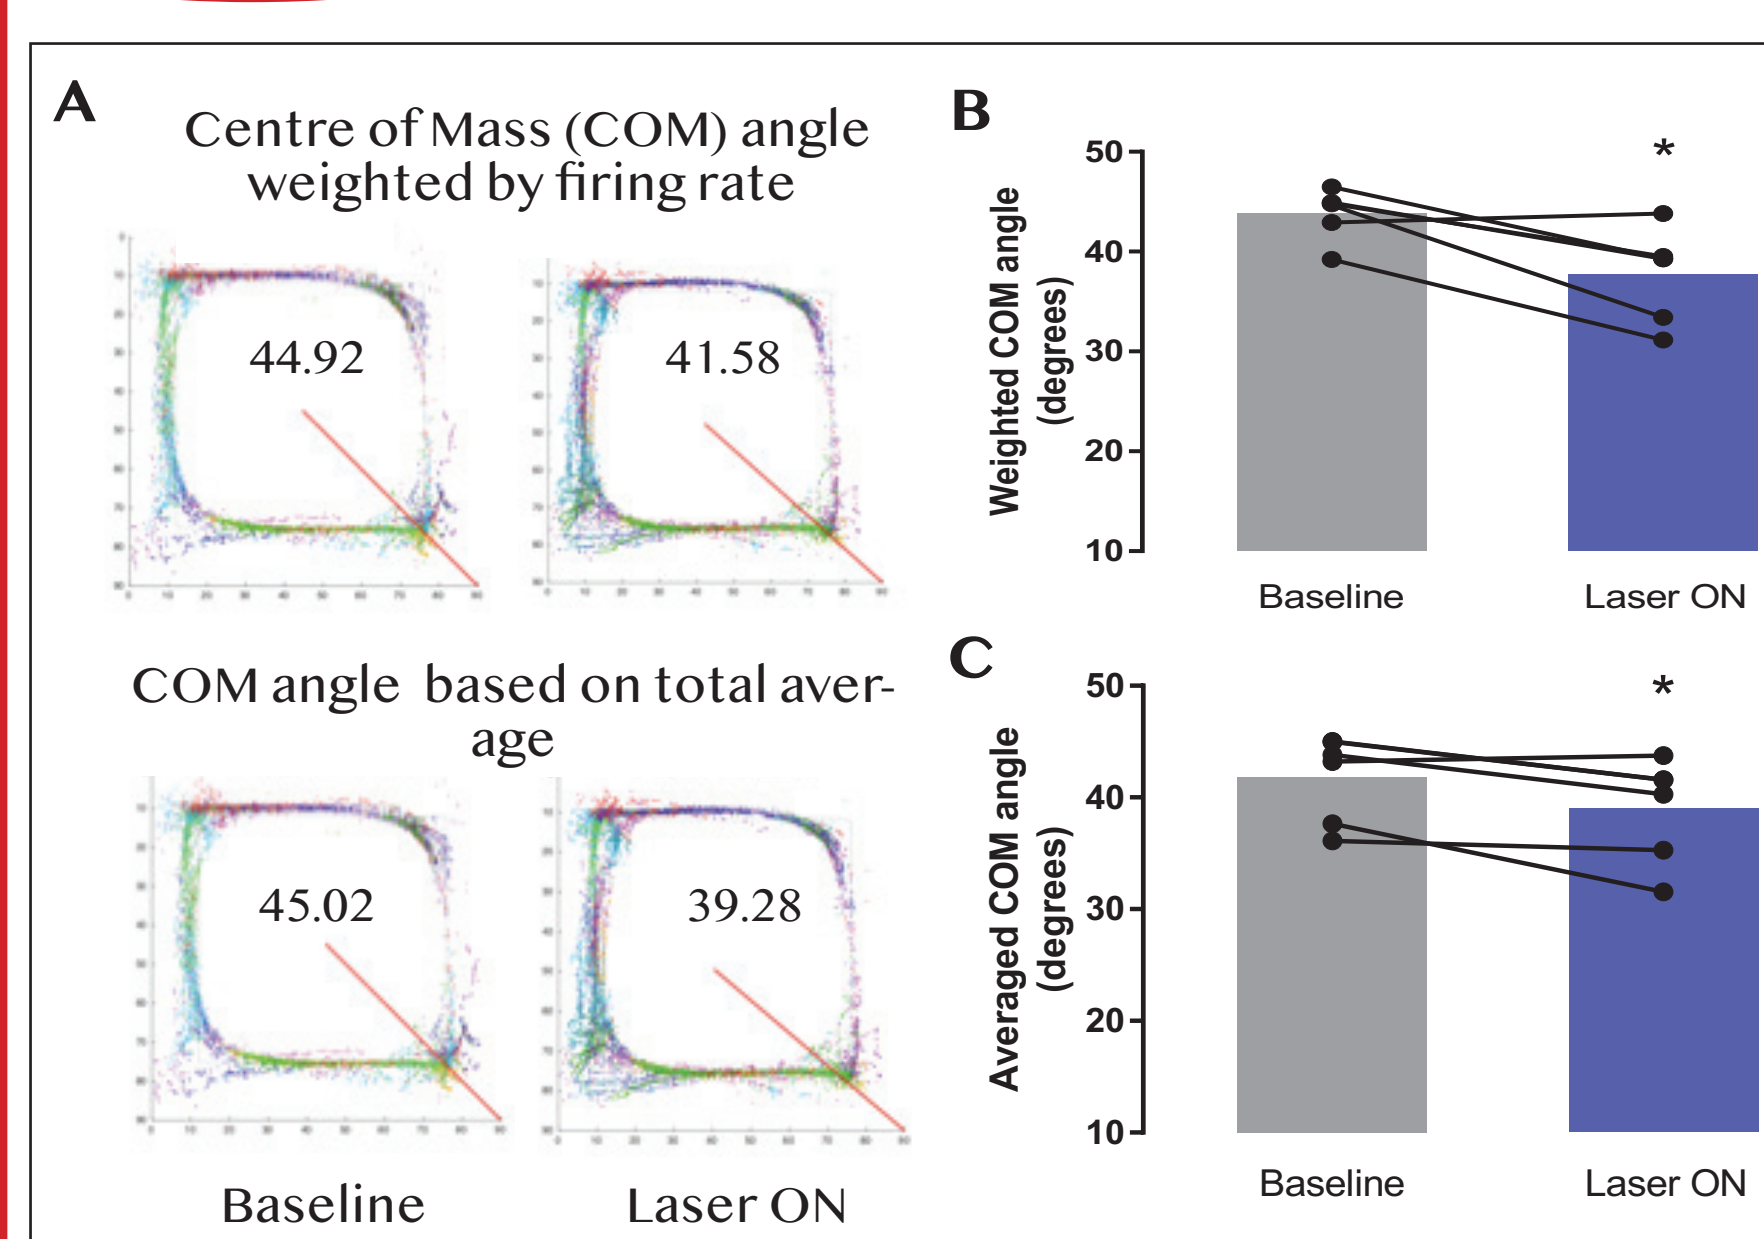 A
Centre of Mass (COM) angle
weighted by firing rate
44.92
41.58
COM angle based on total aver-
age
45.02
39.28
Baseline
Laser ON
B
Weighted COM angle
(degrees)
50
*
40
30
20
10
Baseline
Laser ON
C
Averaged COM angle
(degrees)
50
*
40
30
20
10
Baseline
Laser ON